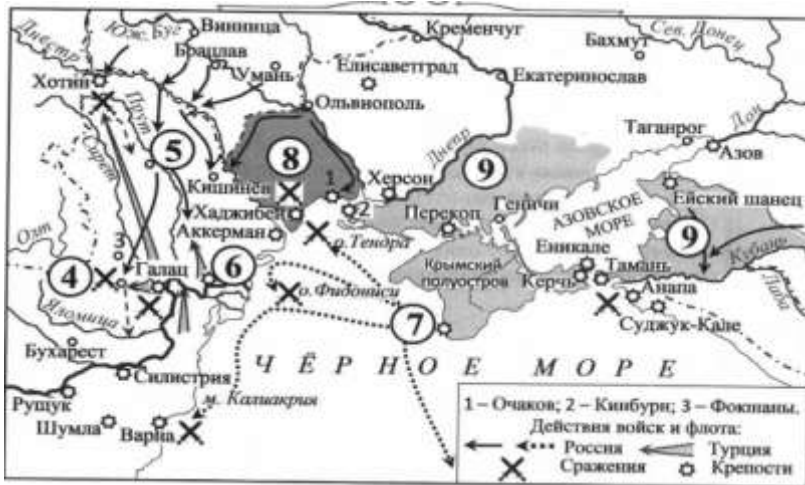 Днестр
Юж. Буг
Винница
Кременчуг
Бахмут
Сев. Донец
Хотин
Брацлав
Умань
Елисаветград
Екатеринослав
Прут
Ольвиополь
Днепр
Таганрог
Дон
Азов
Сирет
5
8
9
Кишинёв
1
Херсон
2
Хаджибей
Перекоп
Геничи
АЗОВСКОЕ
МОРЕ
Ейский шанец
9
Кубань
Аккерман
о. Тендра
Олт
3
4
Галац
6
Еникале
Керчь
Тамань
Анапа
Лаба
Крымский
полуостров
о. Фидониси
Суджук-Кале
Яломица
7
Бухарест
ЧЁРНОЕ МОРЕ
Силистрия
Рущук
м. Калиакрия
Шумла
Варна
1 – Очаков; 2 – Кинбурн; 3 – Фокшаны.
Действия войск и флота:
Россия
Турция
Сражения
Крепости